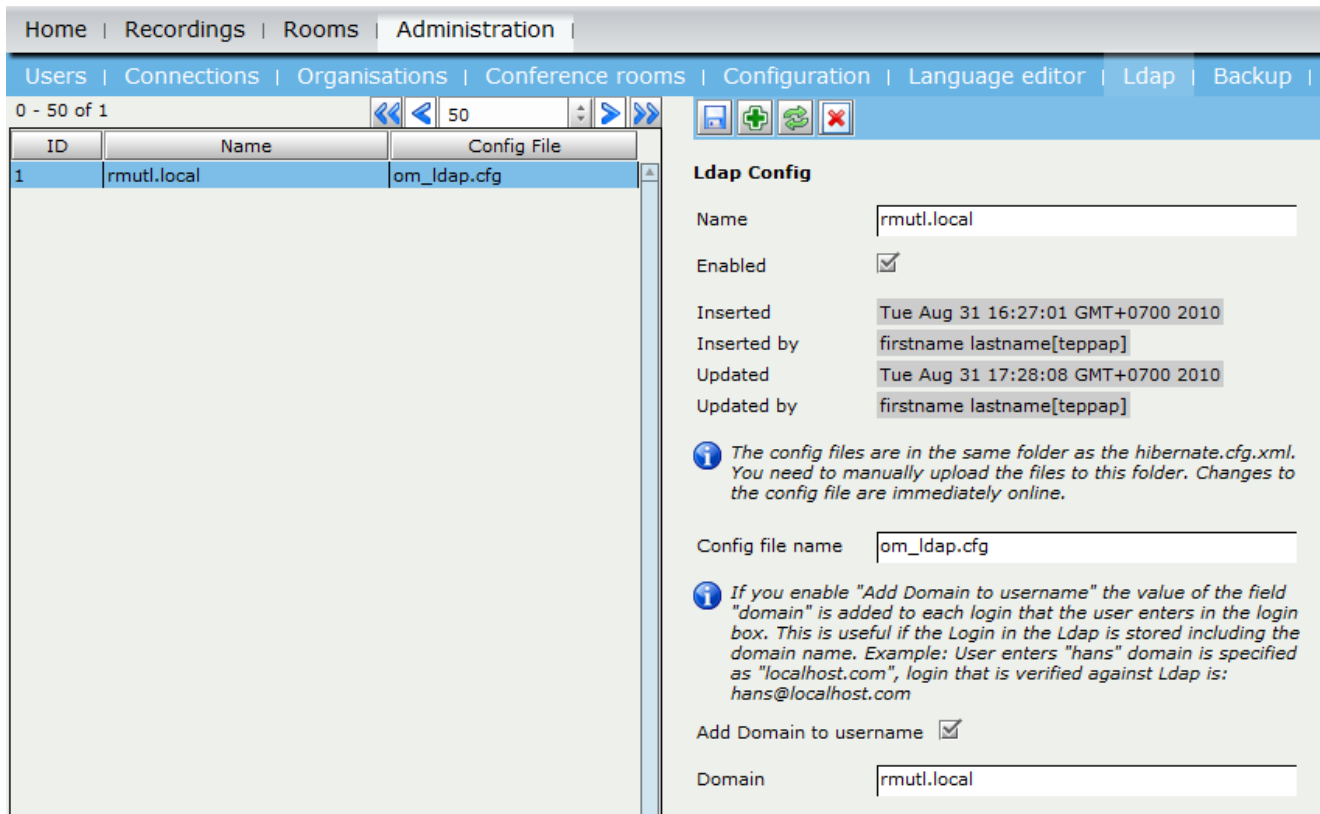 Home | Recordings | Rooms | Administration |
Users | Connections | Organisations | Conference rooms | Configuration | Language editor | Ldap | Backup |
0 - 50 of 1
50
ID Name Config File
1 rmutl.local om_ldap.cfg
Ldap Config
Name rmutl.local
Enabled
Inserted Tue Aug 31 16:27:01 GMT+0700 2010
Inserted by firstname lastname[teppap]
Updated Tue Aug 31 17:28:08 GMT+0700 2010
Updated by firstname lastname[teppap]
The config files are in the same folder as the hibernate.cfg.xml.
You need to manually upload the files to this folder. Changes to
the config file are immediately online.
Config file name om_ldap.cfg
If you enable "Add Domain to username" the value of the field
"domain" is added to each login that the user enters in the login
box. This is useful if the Login in the Ldap is stored including the
domain name. Example: User enters "hans" domain is specified
as "localhost.com", login that is verified against Ldap is:
hans@localhost.com
Add Domain to username
Domain rmutl.local